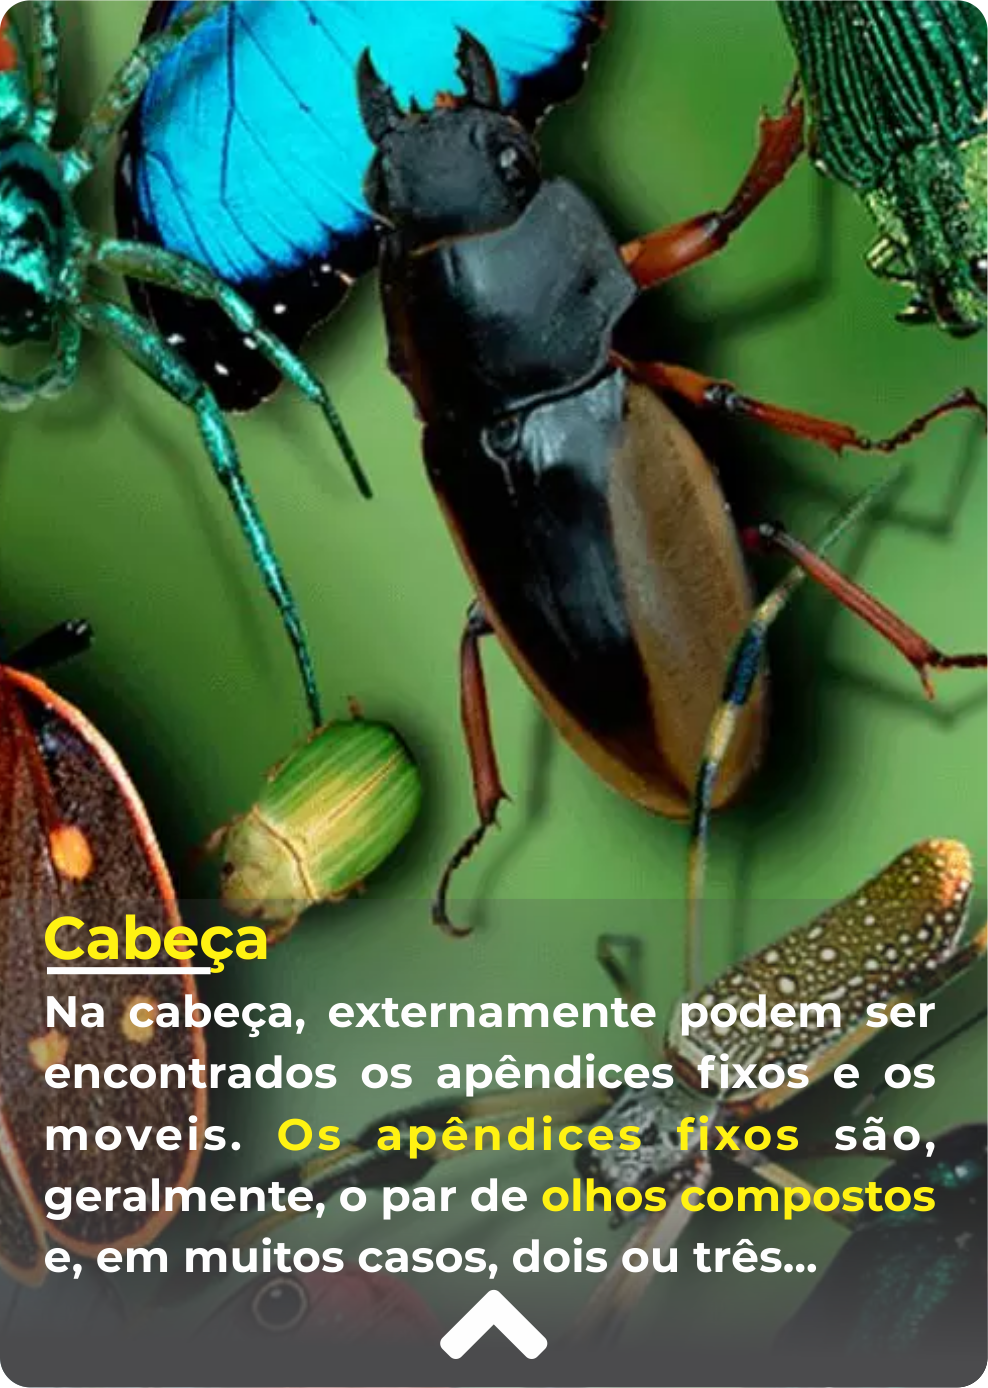 Cabeça
Na cabeça, externamente podem ser
encontrados os apêndices fixos e os
moveis. Os apêndices fixos são,
geralmente, o par de olhos compostos
e, em muitos casos, dois ou três...